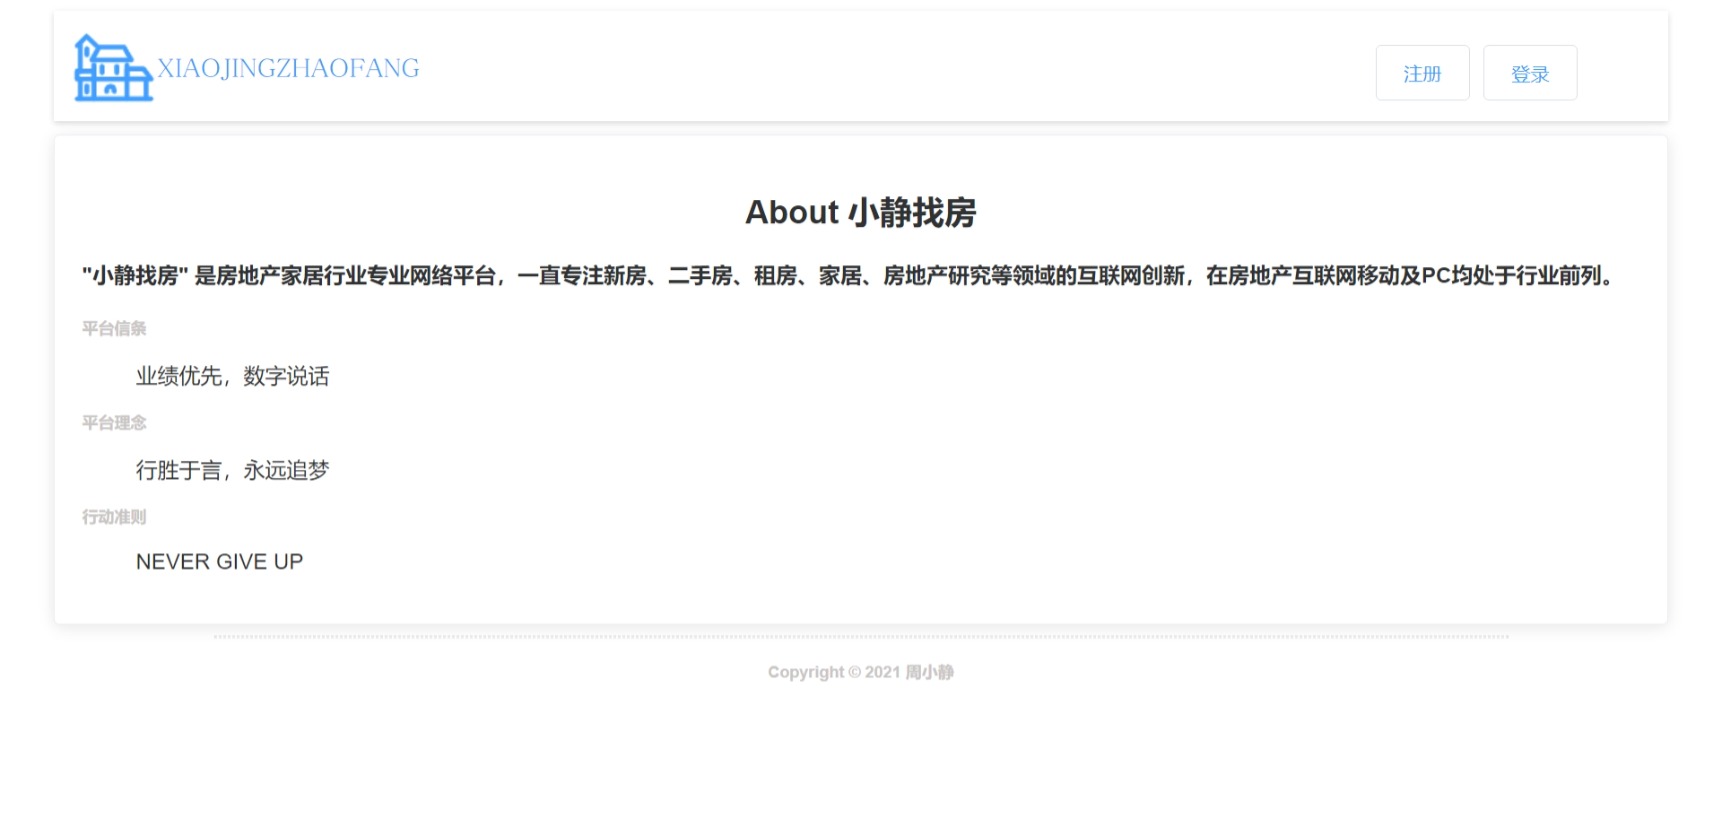 XIAOJINGZHAOFANG
注册
登录
About 小静找房
"小静找房" 是房地产家居行业专业网络平台，一直专注新房、二手房、租房、家居、房地产研究等领域的互联网创新，在房地产互联网移动及PC均处于行业前列。
平台信条
业绩优先，数字说话
平台理念
行胜于言，永远追梦
行动准则
NEVER GIVE UP
Copyright © 2021 周小静